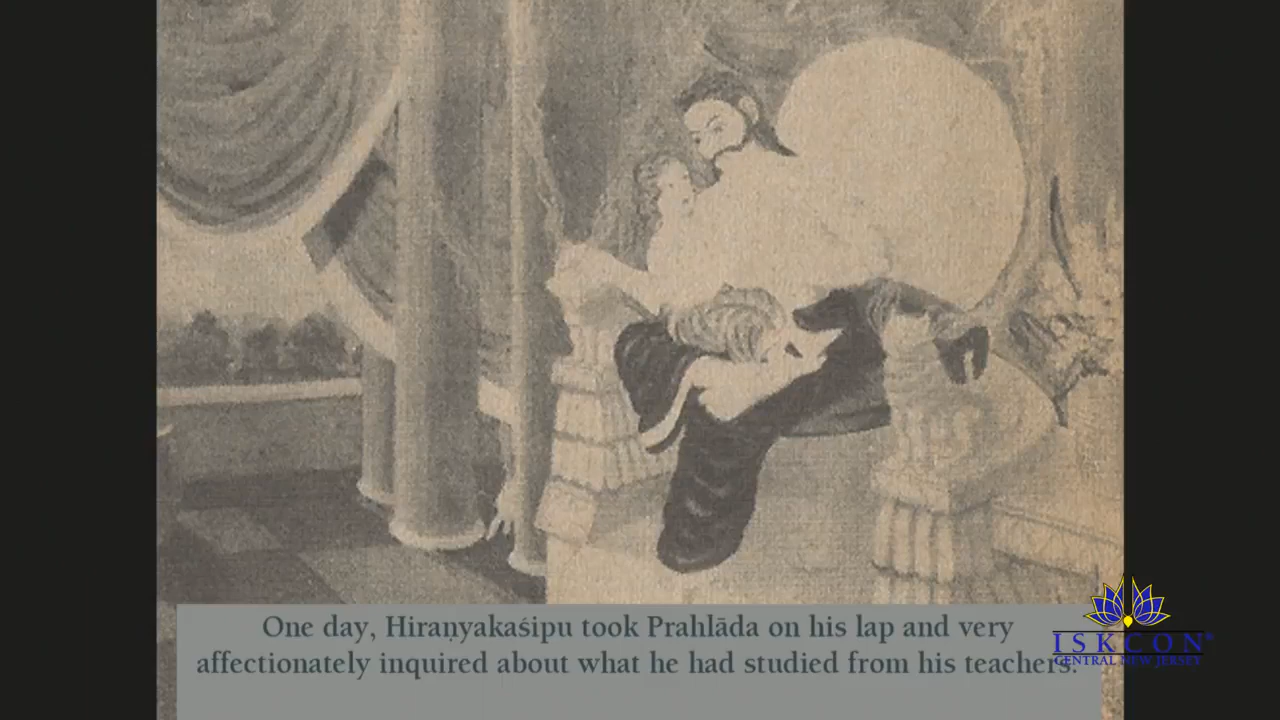 One day, Hiraṇyakaśipu took Prahlāda on his lap and very
affectionately inquired about what he had studied from his teachers.
ISKCON®
CENTRAL NEW JERSEY